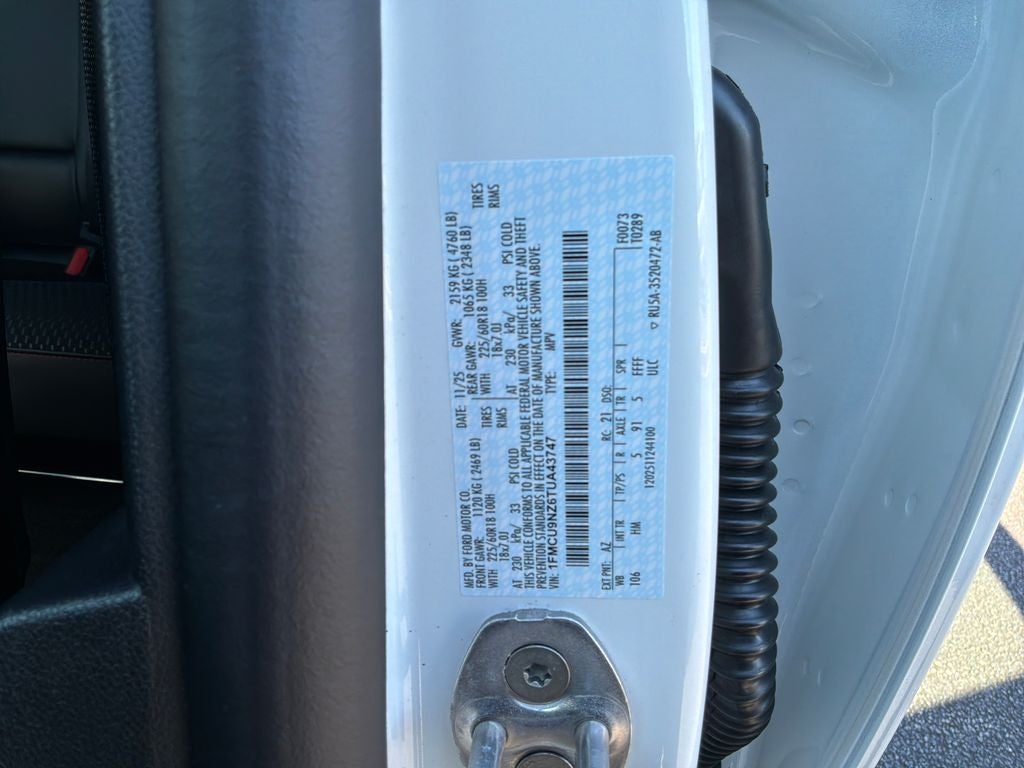 MFD. BY FORD MOTOR CO. DATE: 11/25 GVWR: 2159 KG ( 4760 LB)
FRONT GAWR: 1120 KG ( 2469 LB) REAR GAWR: 1065 KG ( 2348 LB)
WITH 225/60R18 100H TIRES WITH 225/60R18 100H TIRES
18x7.0J RIMS 18x7.0J RIMS
AT 230 kPa/ 33 PSI COLD AT 230 kPa/ 33 PSI COLD
THIS VEHICLE CONFORMS TO ALL APPLICABLE FEDERAL MOTOR VEHICLE SAFETY AND THEFT
PREVENTION STANDARDS IN EFFECT ON THE DATE OF MANUFACTURE SHOWN ABOVE.
VIN: 1FMCU9NZ6TUA43747 TYPE: MPV
EXT PNT: AZ RC: 21 DSO: F0073
WB INT TR TP/PS R AXLE TR SPR T0289
106 HM 5 91 5 FFFF
1202511244100 ULC ▽ RU5A-3520472-AB